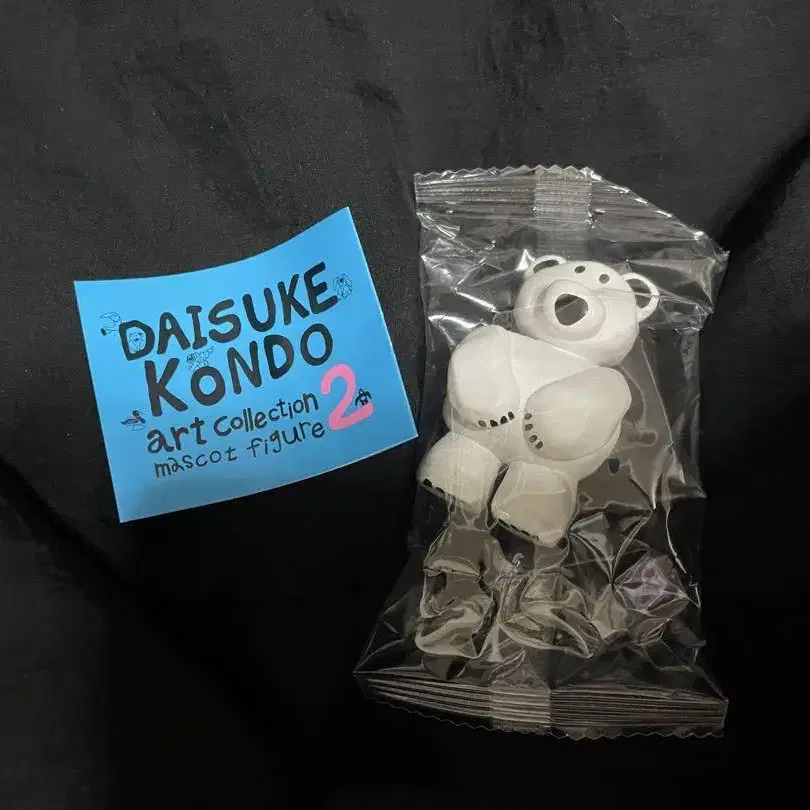 DAISUKE
KONDO
art collection 2
mascot figure